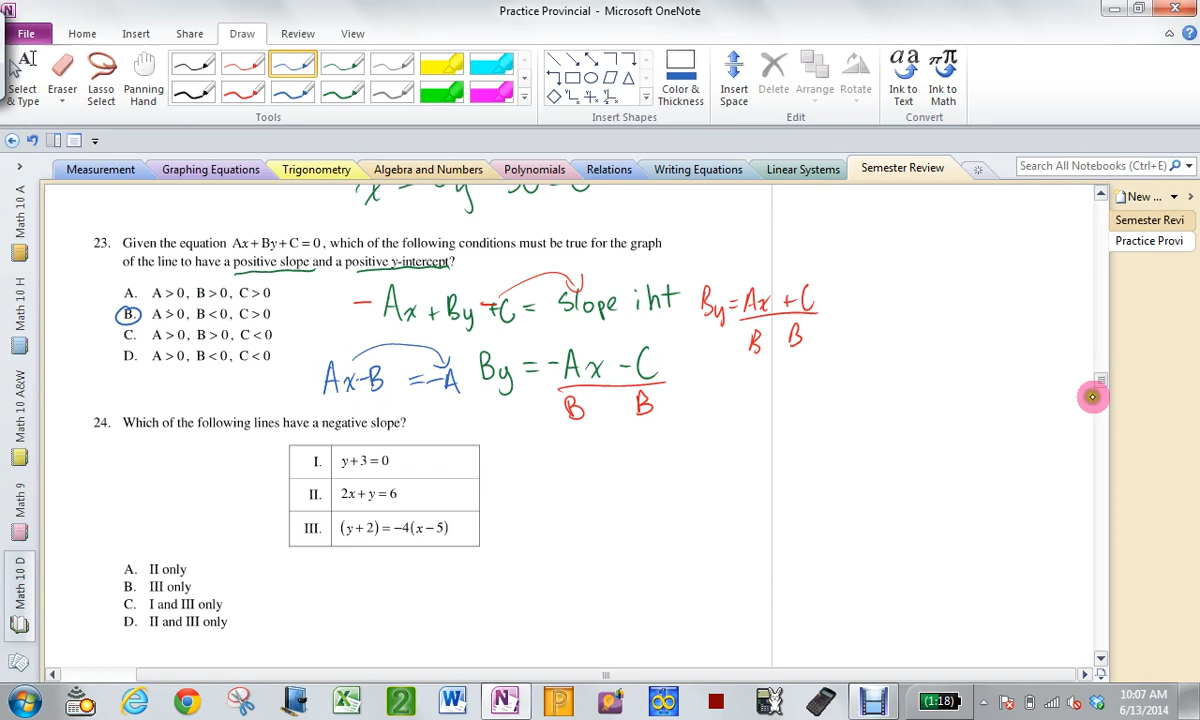 Practice Provincial - Microsoft OneNote
File Home Insert Share Draw Review View
Select & Type
Eraser
Lasso Select
Panning Hand
Color & Thickness
Insert Space
Delete
Arrange
Rotate
Ink to Text
Ink to Math
Tools
Insert Shapes
Edit
Convert
Measurement Graphing Equations Trigonometry Algebra and Numbers Polynomials Relations Writing Equations Linear Systems Semester Review
Search All Notebooks (Ctrl+E)
New ...
Semester Revi
Practice Provi
Math 10 A
Math 10 H
Math 10 A&W
Math 9
Math 10 D
23. Given the equation Ax+By+C=0, which of the following conditions must be true for the graph
of the line to have a positive slope and a positive y-intercept?
A. A>0, B>0, C>0
B. A>0, B<0, C>0
C. A>0, B>0, C<0
D. A>0, B<0, C<0
Ax + By + C = slope int
By = Ax + C
B B
Ax - B = -A
By = -Ax - C
B B
24. Which of the following lines have a negative slope?
I. y+3=0
II. 2x+y=6
III. (y+2)=−4(x−5)
A. II only
B. III only
C. I and III only
D. II and III only
(1:18)
10:07 AM
6/13/2014